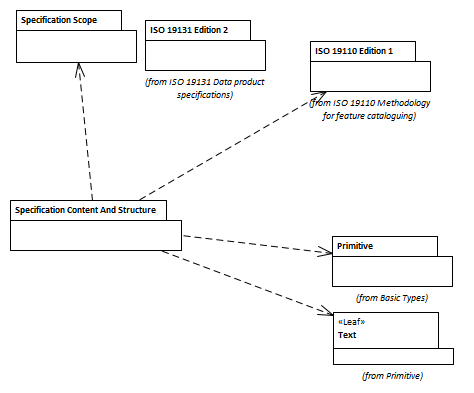 Specification Scope
ISO 19131 Edition 2
(from ISO 19131 Data product
specifications)
ISO 19110 Edition 1
(from ISO 19110 Methodology
for feature cataloguing)
Specification Content And Structure
Primitive
(from Basic Types)
«Leaf»
Text
(from Primitive)